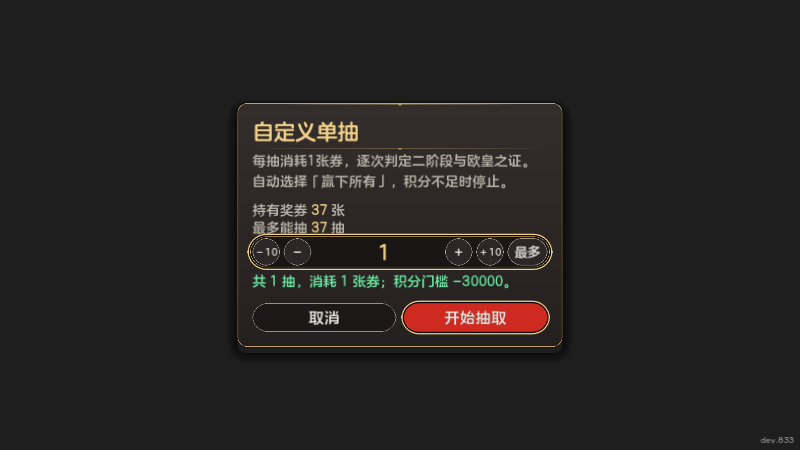 自定义单抽
每抽消耗1张券，逐次判定二阶段与欧皇之证。
自动选择「赢下所有」，积分不足时停止。
持有奖券 37 张
最多能抽 37 抽
-10 - 1 + +10 最多
共 1 抽，消耗 1 张券；积分门槛 -30000。
取消 开始抽取
dev.833